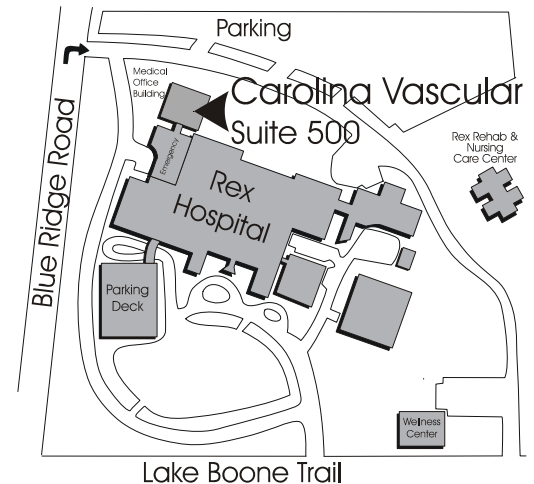 Parking
Medical
Office
Building
Carolina Vascular
Suite 500
Emergency
Rex Rehab &
Nursing
Care Center
Rex
Hospital
Blue Ridge Road
Parking
Deck
Wellness
Center
Lake Boone Trail